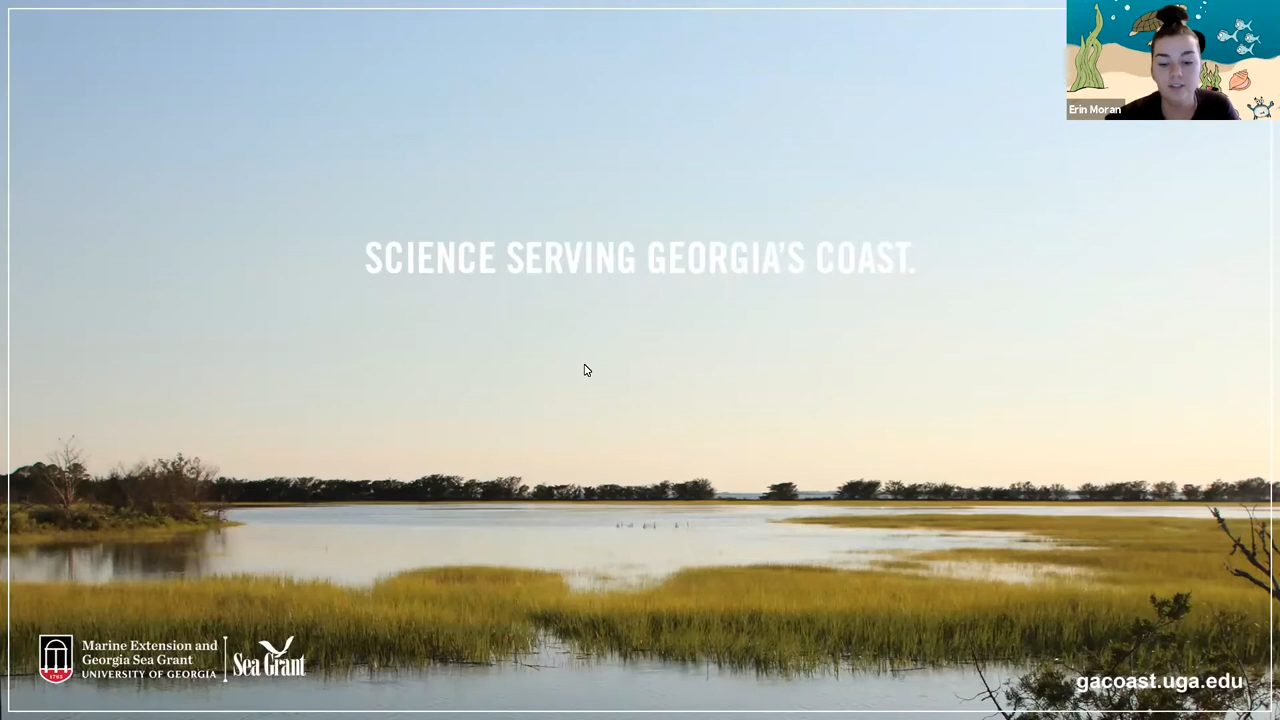 Erin Moran
SCIENCE SERVING GEORGIA'S COAST.
Marine Extension and
Georgia Sea Grant
UNIVERSITY OF GEORGIA
1785
Sea Grant
gacoast.uga.edu